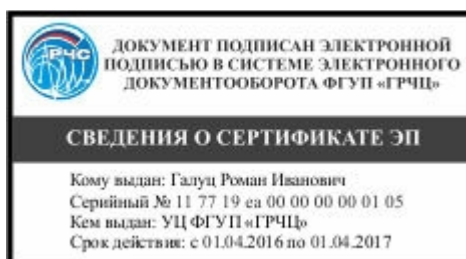 РЧС
ДОКУМЕНТ ПОДПИСАН ЭЛЕКТРОННОЙ
ПОДПИСЬЮ В СИСТЕМЕ ЭЛЕКТРОННОГО
ДОКУМЕНТООБОРОТА ФГУП «ГРЧЦ»
СВЕДЕНИЯ О СЕРТИФИКАТЕ ЭП
Кому выдан: Галуц Роман Иванович
Серийный № 11 77 19 ea 00 00 00 00 01 05
Кем выдан: УЦ ФГУП «ГРЧЦ»
Срок действия: с 01.04.2016 по 01.04.2017